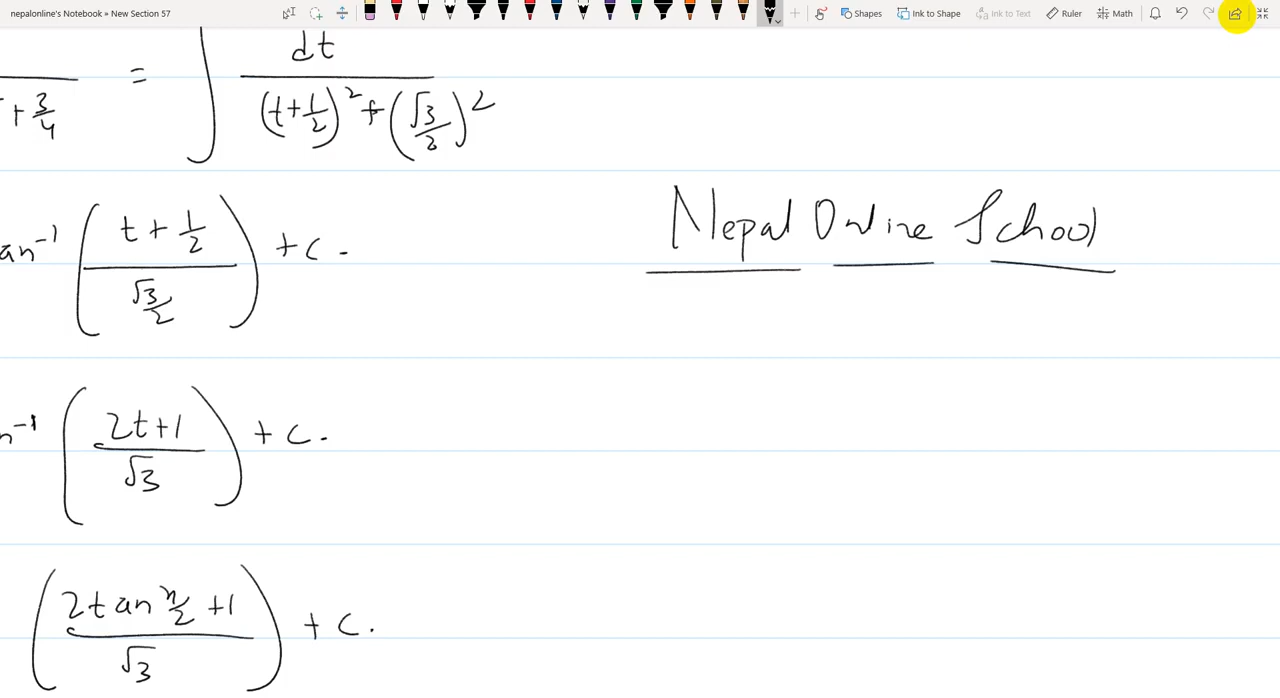 nepalonline's Notebook » New Section 57
Shapes Ink to Shape Ink to Text Ruler Math
+ 3/4 = ∫ dt / ((t+1/2)² + (√3/2)²)
Nepal Online School
an⁻¹ ((t + 1/2) / (√3/2)) + c.
n⁻¹ ((2t+1) / √3) + c.
((2tan x/2 + 1) / √3) + c.